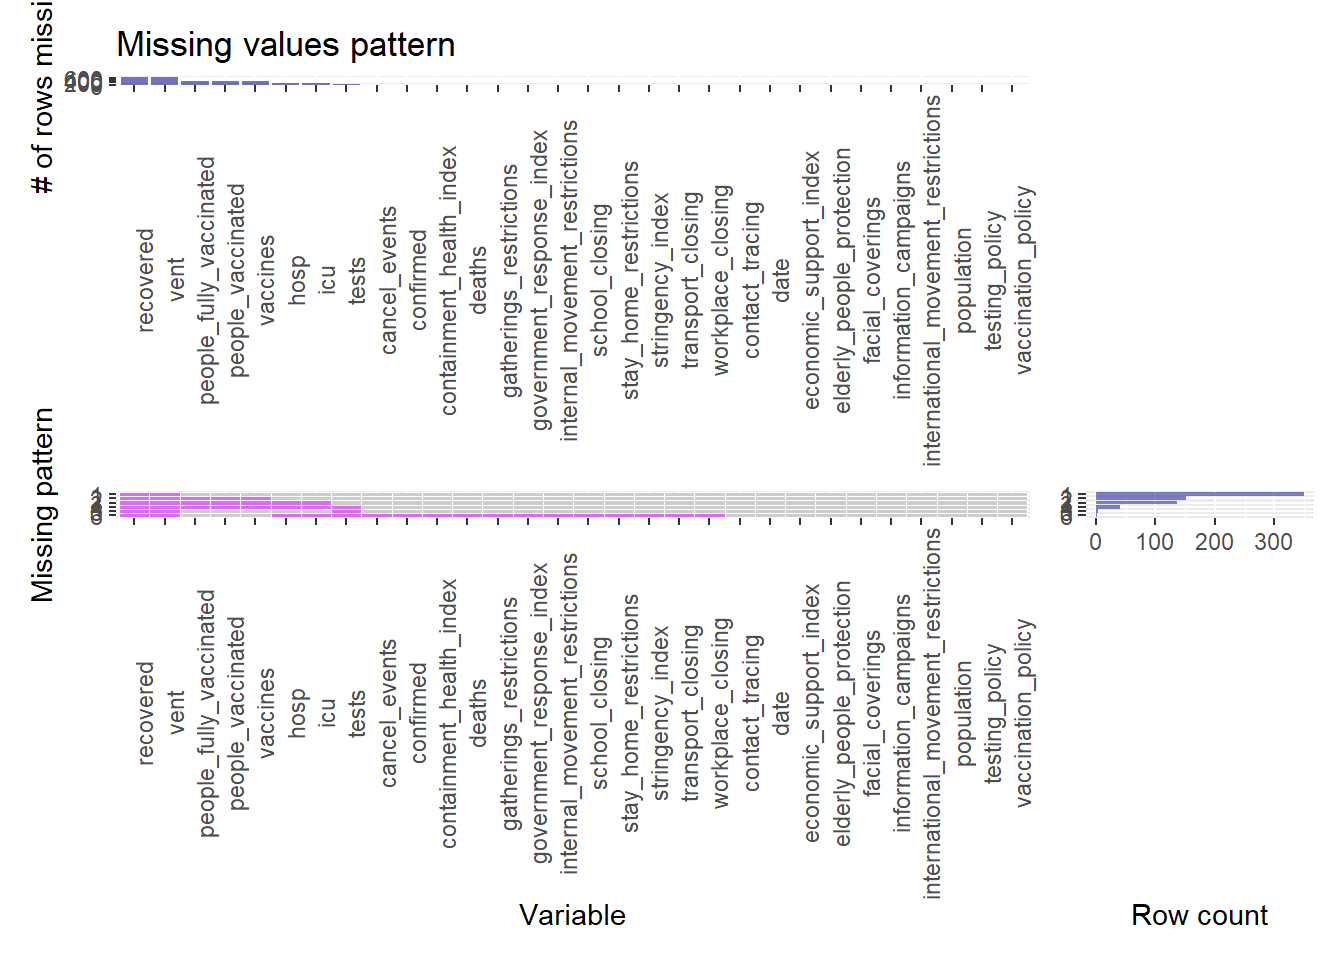 Missing values pattern
# of rows missi
recovered
vent
people_fully_vaccinated
people_vaccinated
vaccines
hosp
icu
tests
cancel_events
confirmed
containment_health_index
deaths
gatherings_restrictions
government_response_index
internal_movement_restrictions
school_closing
stay_home_restrictions
stringency_index
transport_closing
workplace_closing
contact_tracing
date
economic_support_index
elderly_people_protection
facial_coverings
information_campaigns
international_movement_restrictions
population
testing_policy
vaccination_policy
Missing pattern
0 100 200 300
recovered
vent
people_fully_vaccinated
people_vaccinated
vaccines
hosp
icu
tests
cancel_events
confirmed
containment_health_index
deaths
gatherings_restrictions
government_response_index
internal_movement_restrictions
school_closing
stay_home_restrictions
stringency_index
transport_closing
workplace_closing
contact_tracing
date
economic_support_index
elderly_people_protection
facial_coverings
information_campaigns
international_movement_restrictions
population
testing_policy
vaccination_policy
Variable
Row count